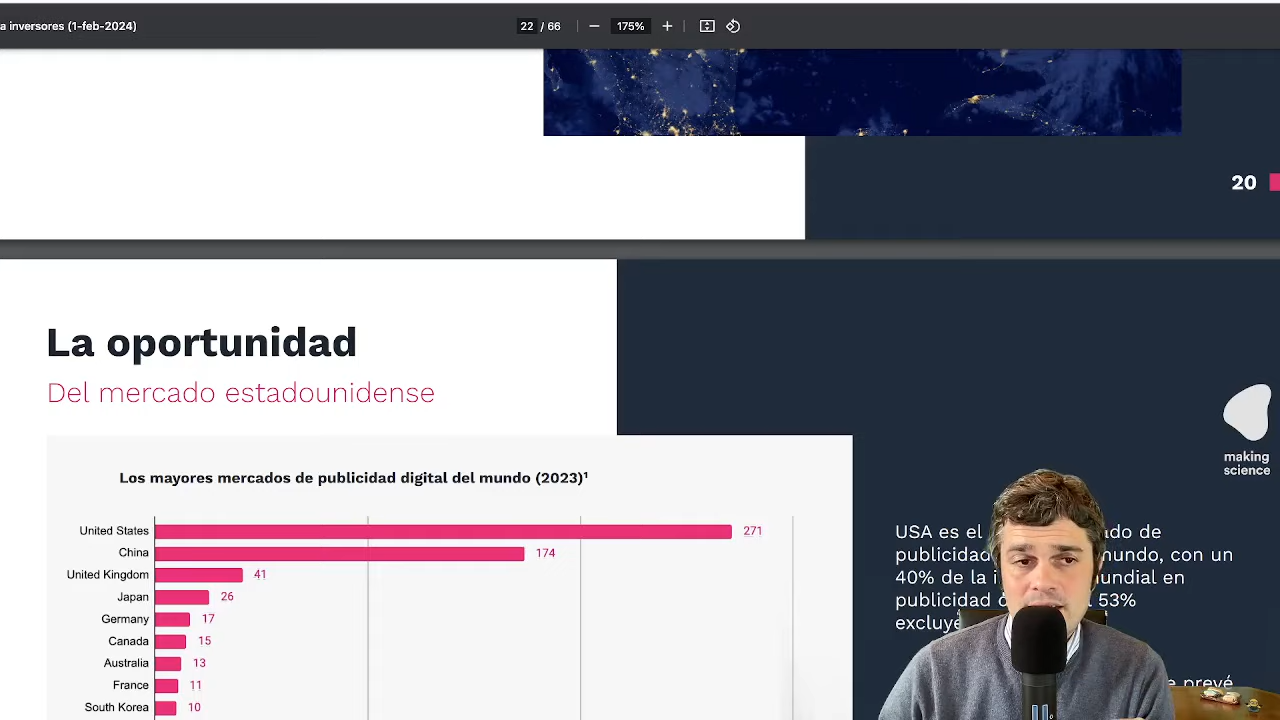 a inversores (1-feb-2024)
22 / 66
175%
20
La oportunidad
Del mercado estadounidense
making
science
Los mayores mercados de publicidad digital del mundo (2023)¹
United States 271
China 174
United Kingdom 41
Japan 26
Germany 17
Canada 15
Australia 13
France 11
South Korea 10
USA es el
publicidad mundo, con un
40% de la mundial en
publicidad 53%
prevé